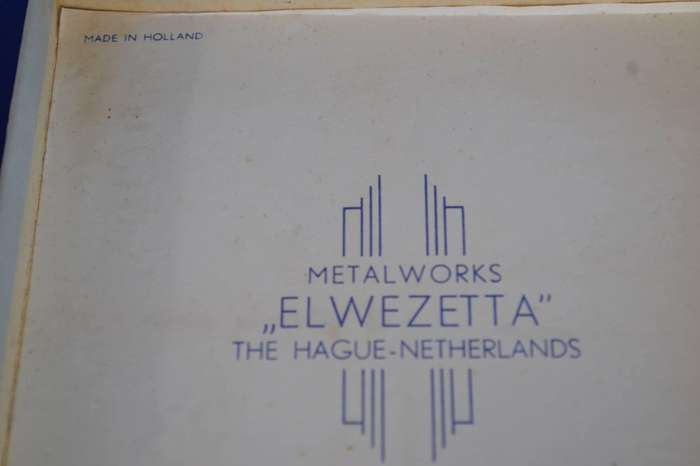 MADE IN HOLLAND
METALWORKS
„ELWEZETTA”
THE HAGUE-NETHERLANDS